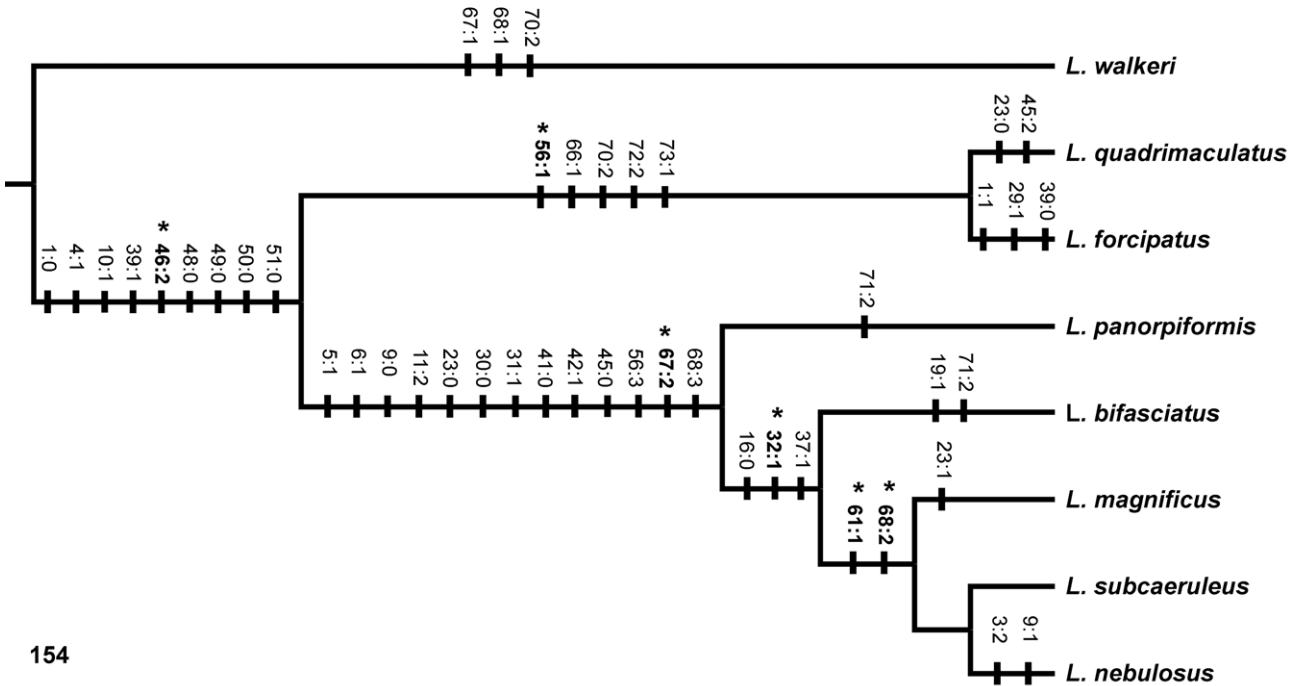 67:1 68:1 70:2
L. walkeri
23:0 45:2
L. quadrimaculatus
* 56:1 66:1 70:2 72:2 73:1
1:1 29:1 39:0
L. forcipatus
1:0 4:1 10:1 39:1 * 46:2 48:0 49:0 50:0 51:0
71:2
L. panorpiformis
5:1 6:1 9:0 11:2 23:0 30:0 31:1 41:0 42:1 45:0 56:3 * 67:2 68:3
19:1 71:2
L. bifasciatus
16:0 * 32:1 37:1
23:1
L. magnificus
* 61:1 * 68:2
L. subcaeruleus
3:2 9:1
L. nebulosus
154